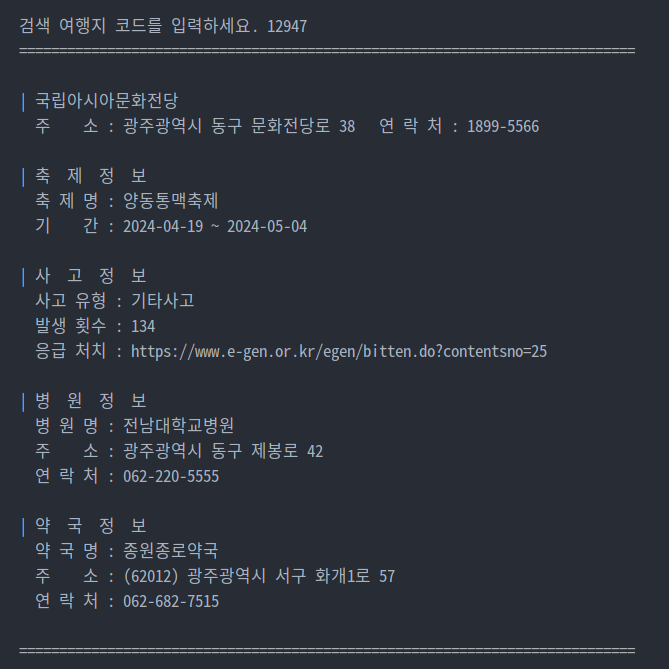 검색 여행지 코드를 입력하세요. 12947
=============================================================================
| 국립아시아문화전당
주 소 : 광주광역시 동구 문화전당로 38 연 락 처 : 1899-5566
| 축 제 정 보
축 제 명 : 양동통맥축제
기 간 : 2024-04-19 ~ 2024-05-04
| 사 고 정 보
사고 유형 : 기타사고
발생 횟수 : 134
응급 처치 : https://www.e-gen.or.kr/egen/bitten.do?contentsno=25
| 병 원 정 보
병 원 명 : 전남대학교병원
주 소 : 광주광역시 동구 제봉로 42
연 락 처 : 062-220-5555
| 약 국 정 보
약 국 명 : 종원종로약국
주 소 : (62012) 광주광역시 서구 화개1로 57
연 락 처 : 062-682-7515
=============================================================================